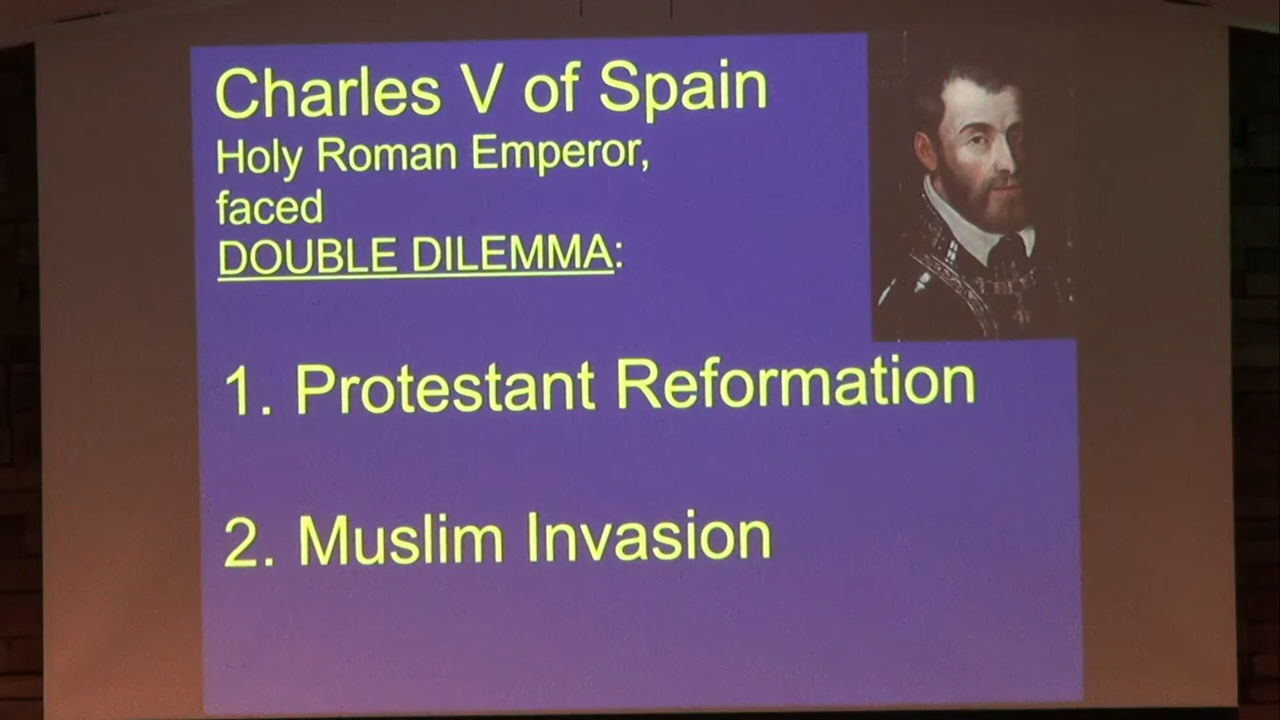 Charles V of Spain
Holy Roman Emperor,
faced
DOUBLE DILEMMA:
1. Protestant Reformation
2. Muslim Invasion